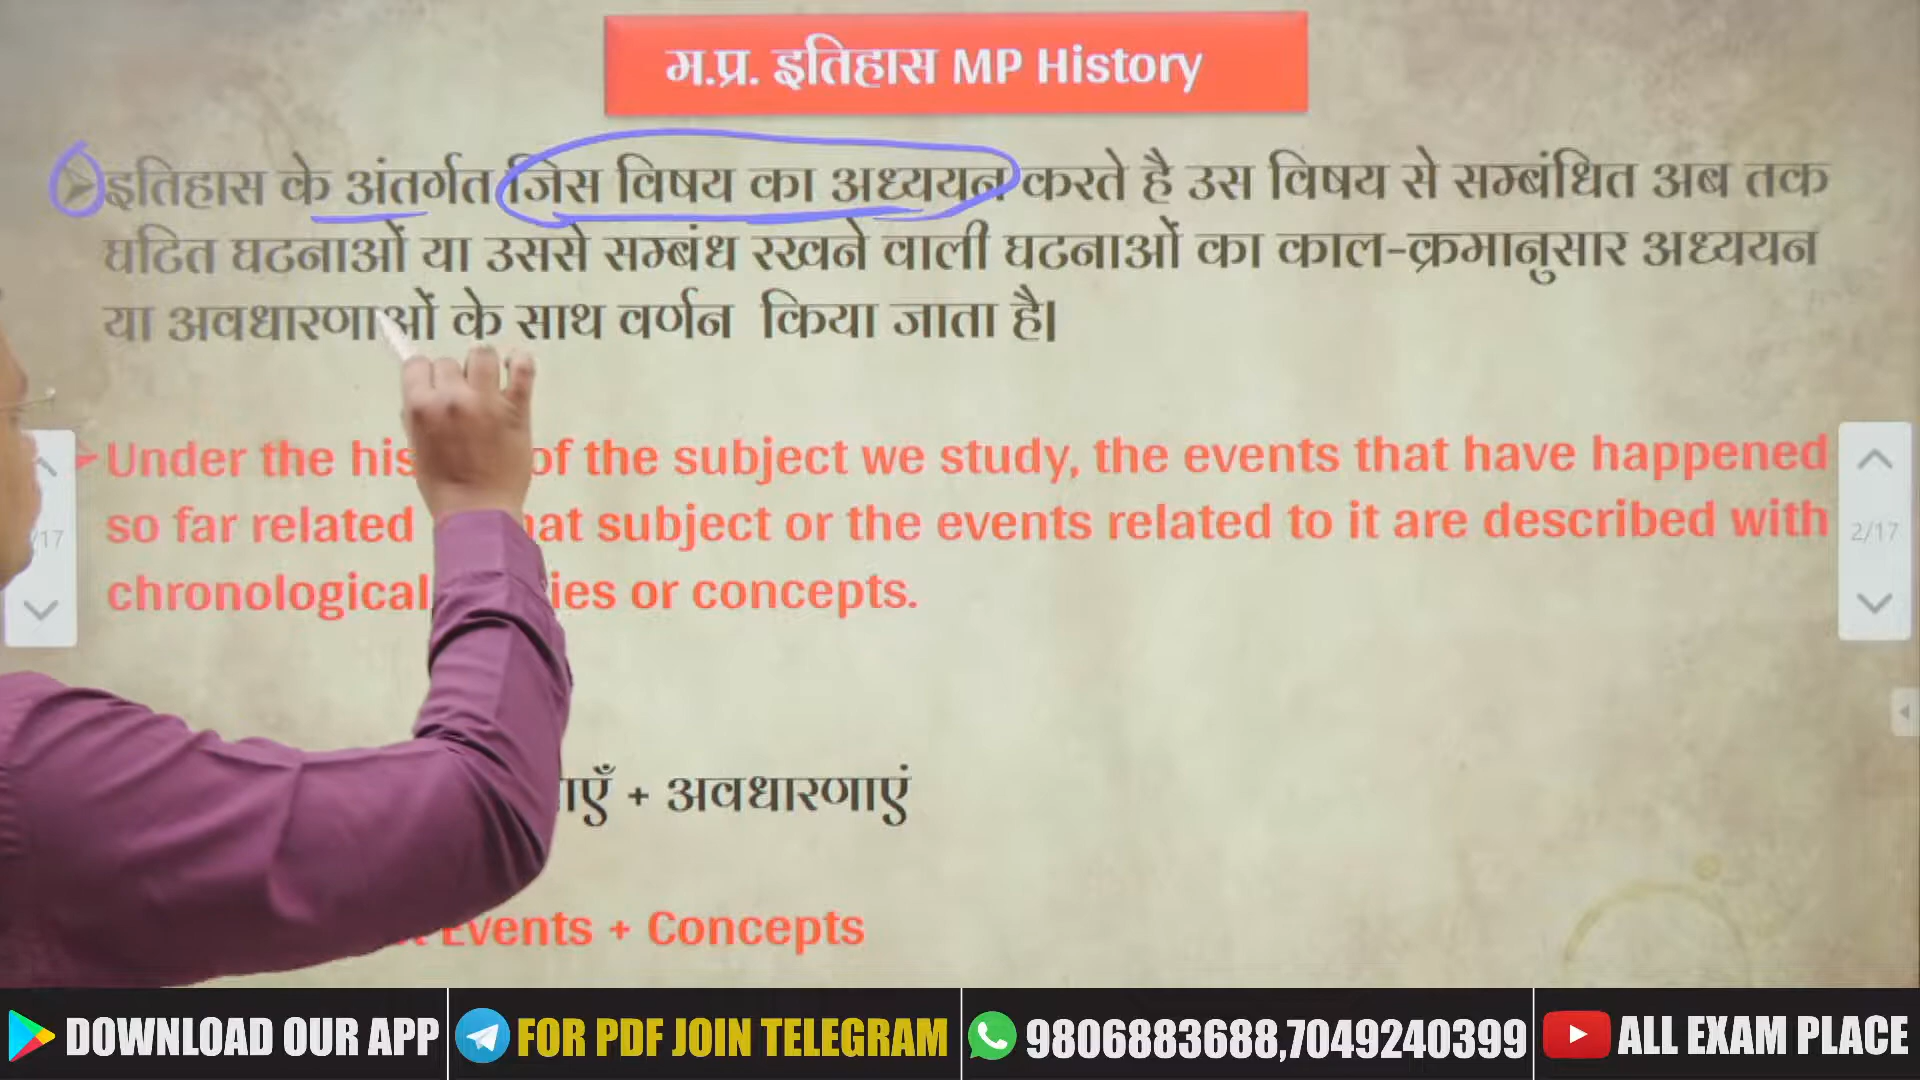 म.प्र. इतिहास MP History
इतिहास के अंतर्गत जिस विषय का अध्ययन करते है उस विषय से सम्बंधित अब तक
घटित घटनाओं या उससे सम्बंध रखने वाली घटनाओं का काल-क्रमानुसार अध्ययन
या अवधारणाओं के साथ वर्णन किया जाता है।
Under the of the subject we study, the events that have happened
so far related subject or the events related to it are described with
chronological or concepts.
/17
2/17
+ अवधारणाएं
Events + Concepts
DOWNLOAD OUR APP
FOR PDF JOIN TELEGRAM
9806883688,7049240399
ALL EXAM PLACE